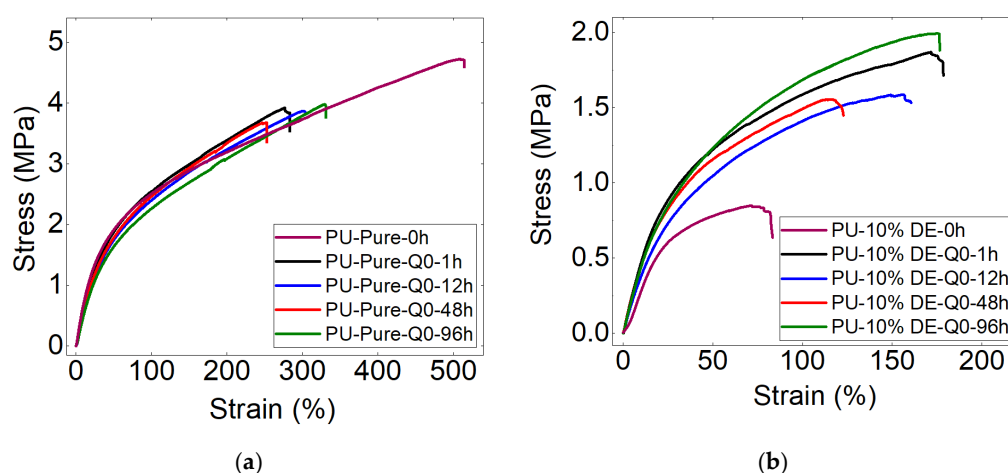 5
4
3
2
1
0
Stress (MPa)
PU-Pure-0h
PU-Pure-Q0-1h
PU-Pure-Q0-12h
PU-Pure-Q0-48h
PU-Pure-Q0-96h
0 100 200 300 400 500
Strain (%)
(a)
2.0
1.5
1.0
0.5
0.0
Stress (MPa)
PU-10% DE-0h
PU-10% DE-Q0-1h
PU-10% DE-Q0-12h
PU-10% DE-Q0-48h
PU-10% DE-Q0-96h
0 50 100 150 200
Strain (%)
(b)